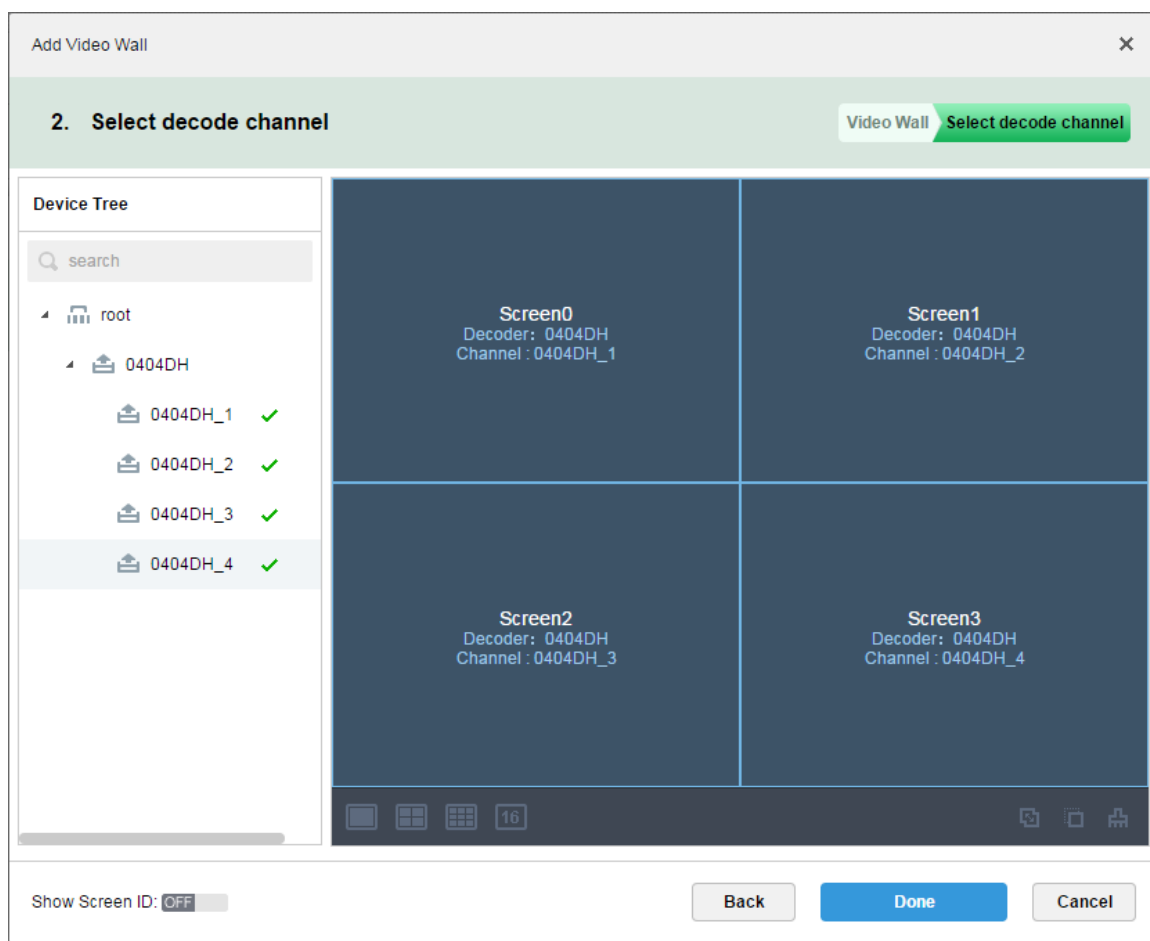 Add Video Wall
2. Select decode channel
Video Wall
Select decode channel
Device Tree
search
root
0404DH
0404DH_1
0404DH_2
0404DH_3
0404DH_4
Screen0
Decoder: 0404DH
Channel : 0404DH_1
Screen1
Decoder: 0404DH
Channel : 0404DH_2
Screen2
Decoder: 0404DH
Channel : 0404DH_3
Screen3
Decoder: 0404DH
Channel : 0404DH_4
16
Show Screen ID: OFF
Back
Done
Cancel